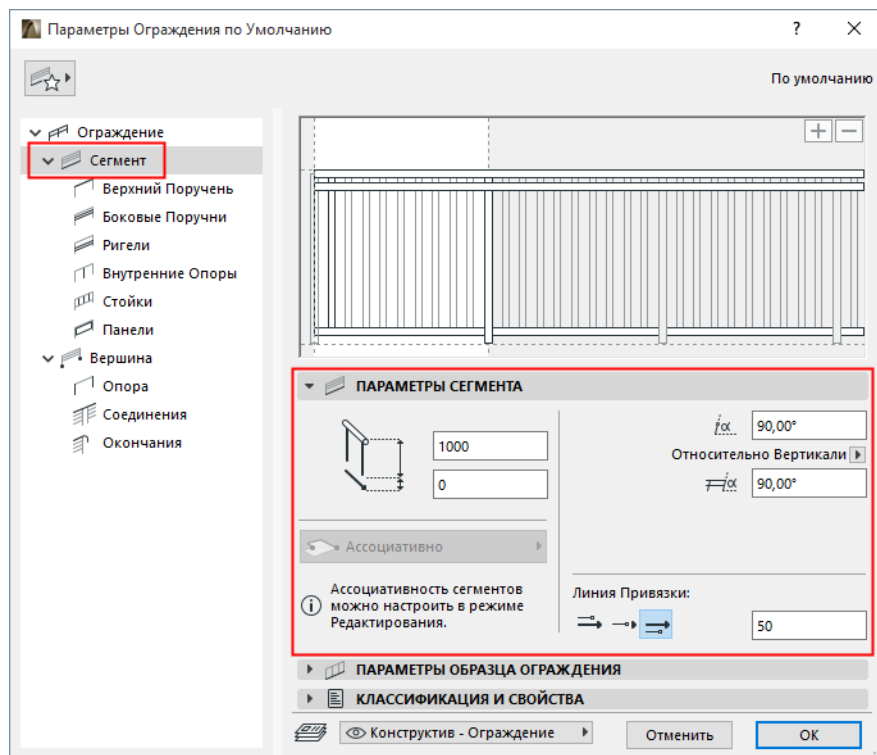 Параметры Ограждения по Умолчанию
?
По умолчанию
Ограждение
Сегмент
Верхний Поручень
Боковые Поручни
Ригели
Внутренние Опоры
Стойки
Панели
Вершина
Опора
Соединения
Окончания
ПАРАМЕТРЫ СЕГМЕНТА
1000
0
α 90,00°
Относительно Вертикали
α 90,00°
Ассоциативно
Ассоциативность сегментов
можно настроить в режиме
Редактирования.
Линия Привязки:
50
ПАРАМЕТРЫ ОБРАЗЦА ОГРАЖДЕНИЯ
КЛАССИФИКАЦИЯ И СВОЙСТВА
Конструктив - Ограждение
Отменить
ОК